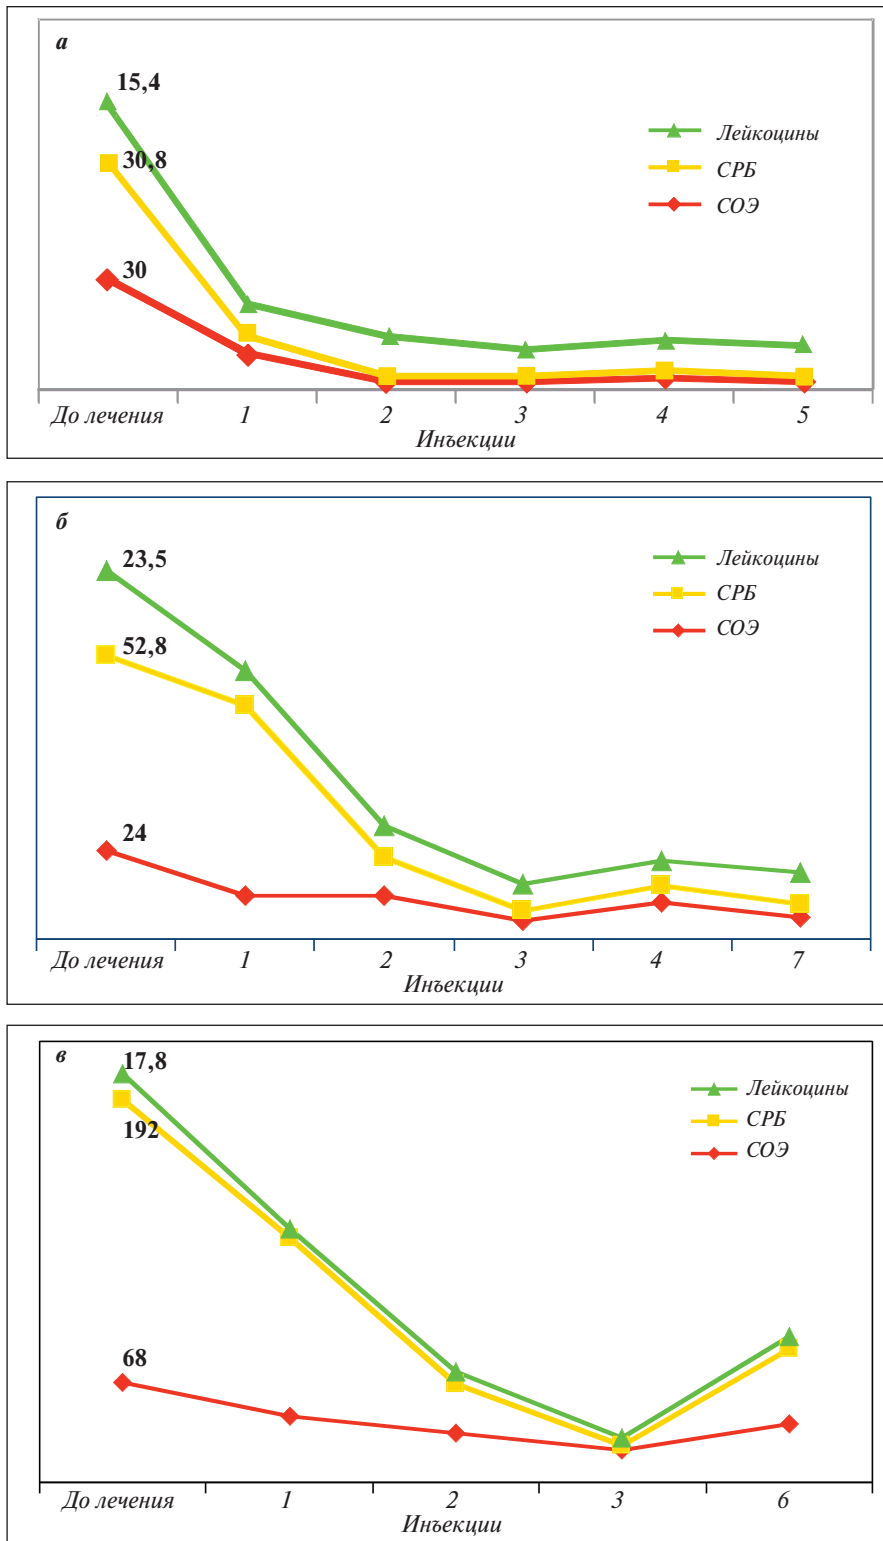 а
15,4
30,8
30
Лейкоцины
СРБ
СОЭ
До лечения 1 2 3 4 5
Инъекции
б
23,5
52,8
24
Лейкоцины
СРБ
СОЭ
До лечения 1 2 3 4 7
Инъекции
в
17,8
192
68
Лейкоцины
СРБ
СОЭ
До лечения 1 2 3 6
Инъекции